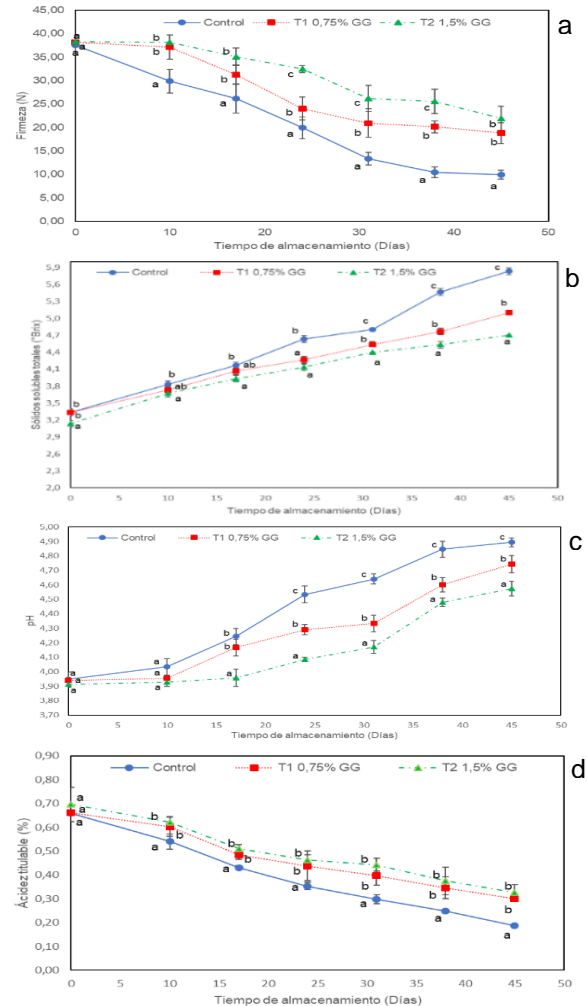 a
Control T1 0,75% GG T2 1,5% GG
Firmeza (N)
45,00
40,00
35,00
30,00
25,00
20,00
15,00
10,00
5,00
0,00
a a a b b a b b a c b a c b a c b a b b a
0 10 20 30 40 50
Tiempo de almacenamiento (Días)
b
Control T1 0,75% GG T2 1,5% GG
Sólidos solubles totales (°Brix)
5,9
5,6
5,3
5,0
4,7
4,4
4,1
3,8
3,5
3,2
2,9
2,6
2,3
2,0
b b a b ab a b ab a b a a c b a c b a c b a
0 5 10 15 20 25 30 35 40 45 50
Tiempo de almacenamiento (Días)
c
Control T1 0,75% GG T2 1,5% GG
pH
5,00
4,90
4,80
4,70
4,60
4,50
4,40
4,30
4,20
4,10
4,00
3,90
3,80
3,70
a a a a a a b b a c b a c b a c b a c b a
0 5 10 15 20 25 30 35 40 45 50
Tiempo de almacenamiento (Días)
d
Control T1 0,75% GG T2 1,5% GG
Ácidez titulable (%)
0,90
0,80
0,70
0,60
0,50
0,40
0,30
0,20
0,10
0,00
a a a b b a b b a b b a b b a b b a b b a
0 10 20 30 40 50
Tiempo de almacenamiento (Días)